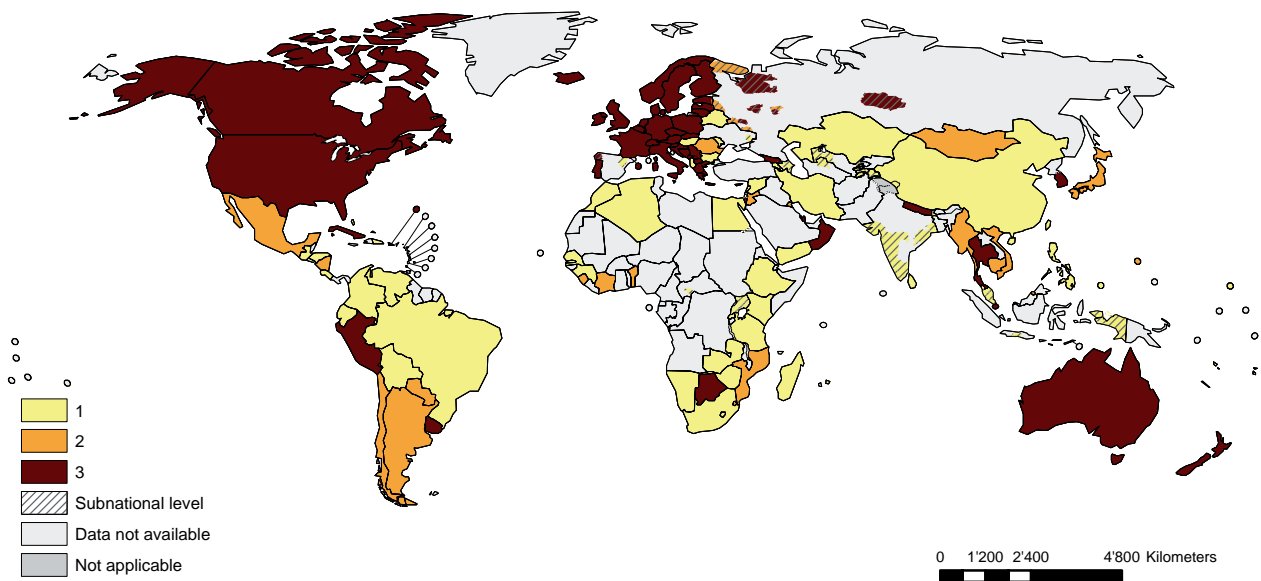 1
2
3
Subnational level
Data not available
Not applicable
0 1'200 2'400 4'800 Kilometers